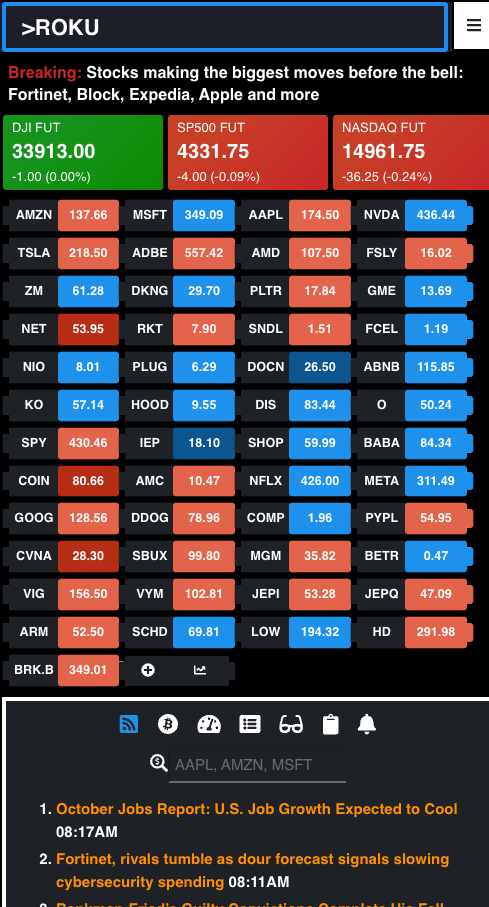 >ROKU
Breaking: Stocks making the biggest moves before the bell:
Fortinet, Block, Expedia, Apple and more
DJI FUT SP500 FUT NASDAQ FUT
33913.00 4331.75 14961.75
-1.00 (0.00%) -4.00 (-0.09%) -36.25 (-0.24%)
AMZN 137.66 MSFT 349.09 AAPL 174.50 NVDA 436.44
TSLA 218.50 ADBE 557.42 AMD 107.50 FSLY 16.02
ZM 61.28 DKNG 29.70 PLTR 17.84 GME 13.69
NET 53.95 RKT 7.90 SNDL 1.51 FCEL 1.19
NIO 8.01 PLUG 6.29 DOCN 26.50 ABNB 115.85
KO 57.14 HOOD 9.55 DIS 83.44 O 50.24
SPY 430.46 IEP 18.10 SHOP 59.99 BABA 84.34
COIN 80.66 AMC 10.47 NFLX 426.00 META 311.49
GOOG 128.56 DDOG 78.96 COMP 1.96 PYPL 54.95
CVNA 28.30 SBUX 99.80 MGM 35.82 BETR 0.47
VIG 156.50 VYM 102.81 JEPI 53.28 JEPQ 47.09
ARM 52.50 SCHD 69.81 LOW 194.32 HD 291.98
BRK.B 349.01
AAPL, AMZN, MSFT
1. October Jobs Report: U.S. Job Growth Expected to Cool
08:17AM
2. Fortinet, rivals tumble as dour forecast signals slowing
cybersecurity spending 08:11AM
3. Bankman-Fried's Guilty Convictions Complete His Fall